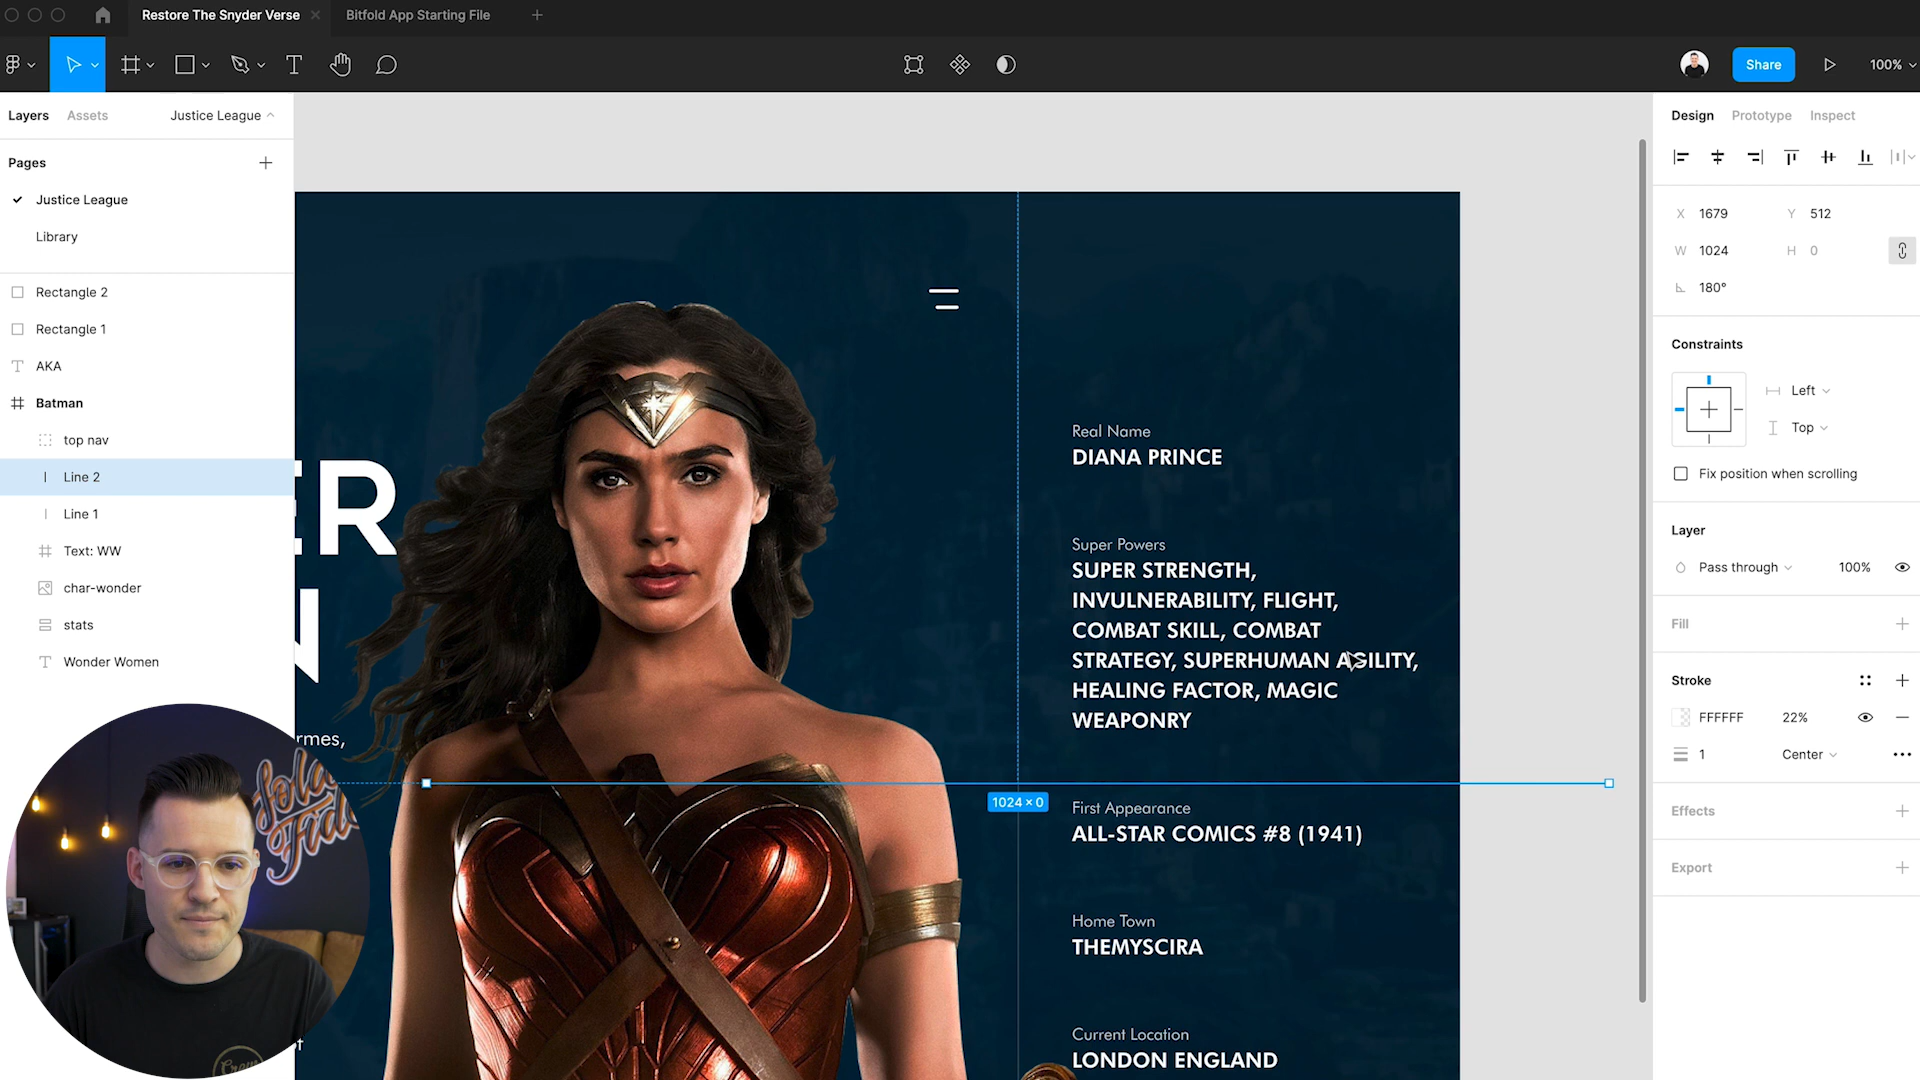 Restore The Snyder Verse
Bitfold App Starting File
Share
100%
Layers
Assets
Justice League
Pages
Justice League
Library
Rectangle 2
Rectangle 1
AKA
Batman
top nav
Line 2
Line 1
Text: WW
char-wonder
stats
Wonder Women
ER
N
rmes,
Real Name
DIANA PRINCE
Super Powers
SUPER STRENGTH,
INVULNERABILITY, FLIGHT,
COMBAT SKILL, COMBAT
STRATEGY, SUPERHUMAN AGILITY,
HEALING FACTOR, MAGIC
WEAPONRY
1024 × 0
First Appearance
ALL-STAR COMICS #8 (1941)
Home Town
THEMYSCIRA
Current Location
LONDON ENGLAND
Design
Prototype
Inspect
X 1679
Y 512
W 1024
H 0
180°
Constraints
Left
Top
Fix position when scrolling
Layer
Pass through
100%
Fill
Stroke
FFFFFF
22%
1
Center
Effects
Export